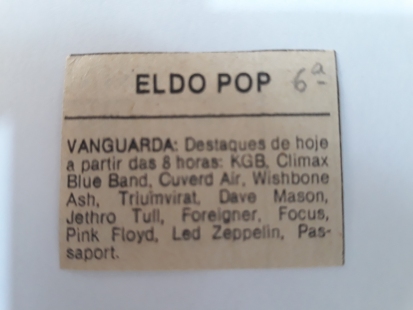 ELDO POP 6ª
VANGUARDA: Destaques de hoje
a partir das 8 horas: KGB, Climax
Blue Band, Cuverd Air, Wishbone
Ash, Triumvirat, Dave Mason,
Jethro Tull, Foreigner, Focus,
Pink Floyd, Led Zeppelin, Pas-
saport.